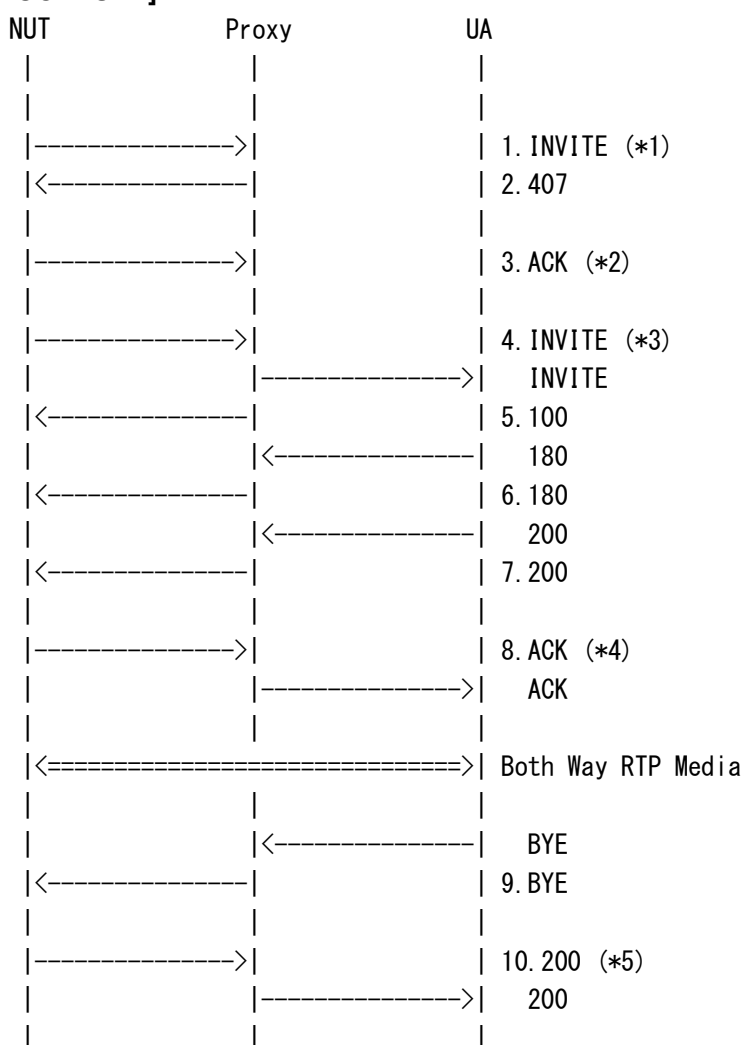 NUT Proxy UA
1. INVITE (*1)
2. 407
3. ACK (*2)
4. INVITE (*3)
INVITE
5. 100
180
6. 180
200
7. 200
8. ACK (*4)
ACK
Both Way RTP Media
BYE
9. BYE
10. 200 (*5)
200